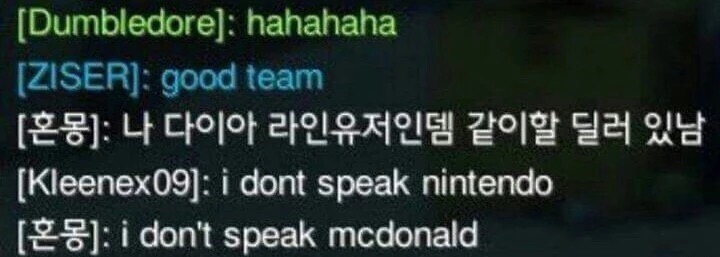 [Dumbledore]: hahahaha
[ZISER]: good team
[혼몽]: 나 다이아 라인유저인뎀 같이할 딜러 있남
[Kleenex09]: i dont speak nintendo
[혼몽]: i don't speak mcdonald